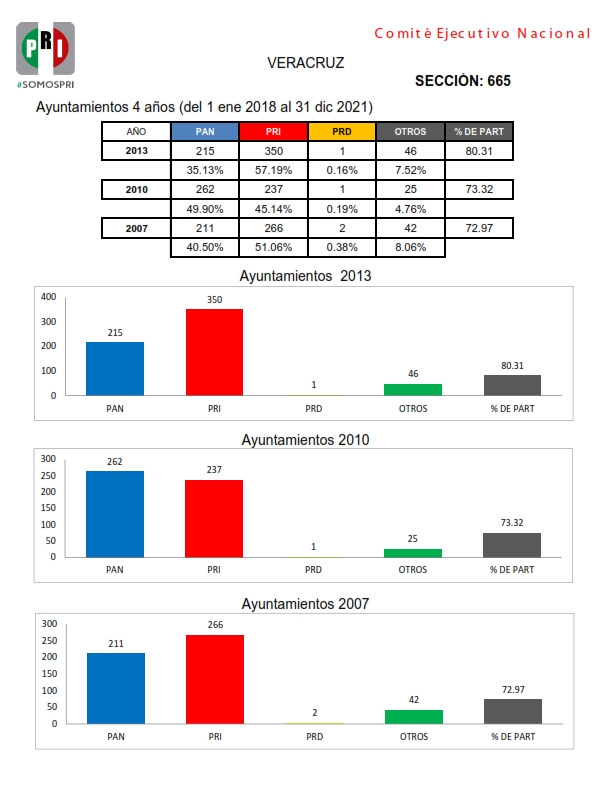 Comité Ejecutivo Nacional
PRI
#SOMOSPRI
VERACRUZ
SECCIÓN: 665
Ayuntamientos 4 años (del 1 ene 2018 al 31 dic 2021)
AÑO PAN PRI PRD OTROS % DE PART
2013 215 350 1 46 80.31
35.13% 57.19% 0.16% 7.52%
2010 262 237 1 25 73.32
49.90% 45.14% 0.19% 4.76%
2007 211 266 2 42 72.97
40.50% 51.06% 0.38% 8.06%
Ayuntamientos 2013
400
300
200
100
0
215 350 1 46 80.31
PAN PRI PRD OTROS % DE PART
Ayuntamientos 2010
300
250
200
150
100
50
0
262 237 1 25 73.32
PAN PRI PRD OTROS % DE PART
Ayuntamientos 2007
300
250
200
150
100
50
0
211 266 2 42 72.97
PAN PRI PRD OTROS % DE PART